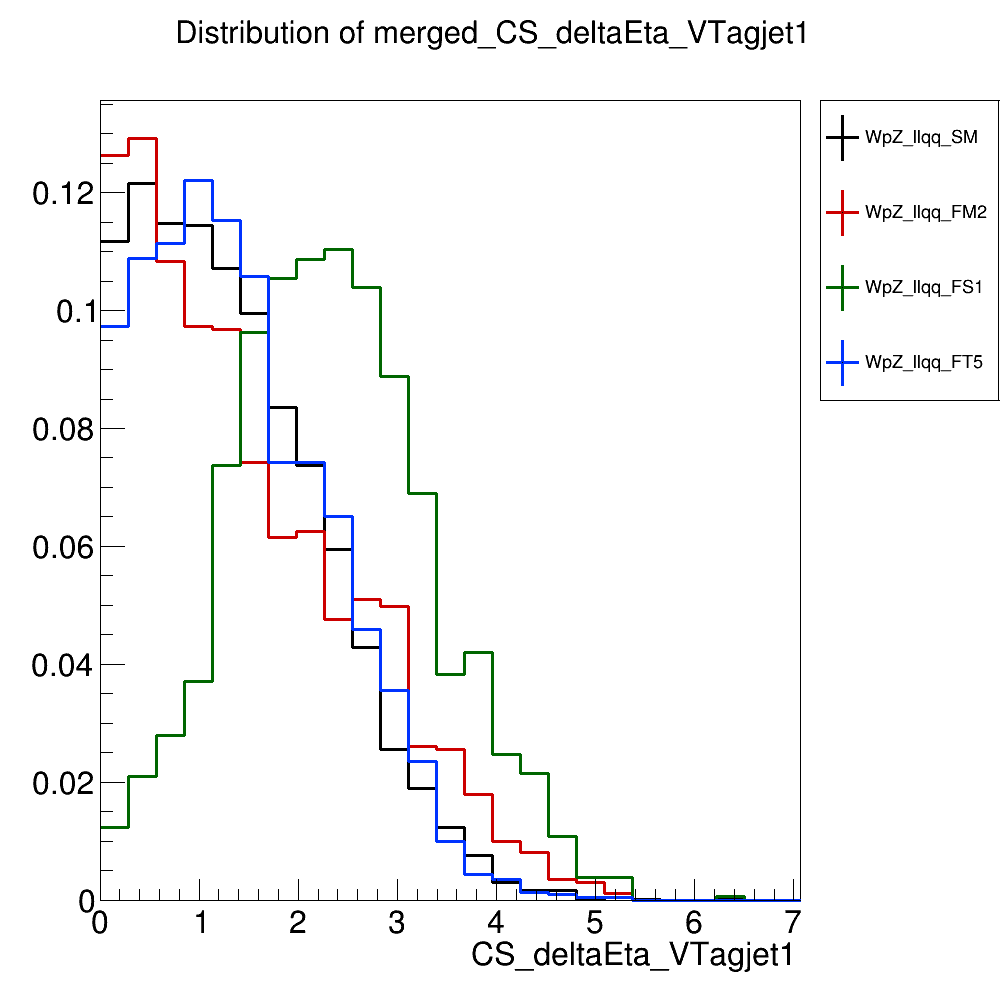 Distribution of merged_CS_deltaEta_VTagjet1
WpZ_llqq_SM
WpZ_llqq_FM2
WpZ_llqq_FS1
WpZ_llqq_FT5
0.12
0.1
0.08
0.06
0.04
0.02
0
0 1 2 3 4 5 6 7
CS_deltaEta_VTagjet1